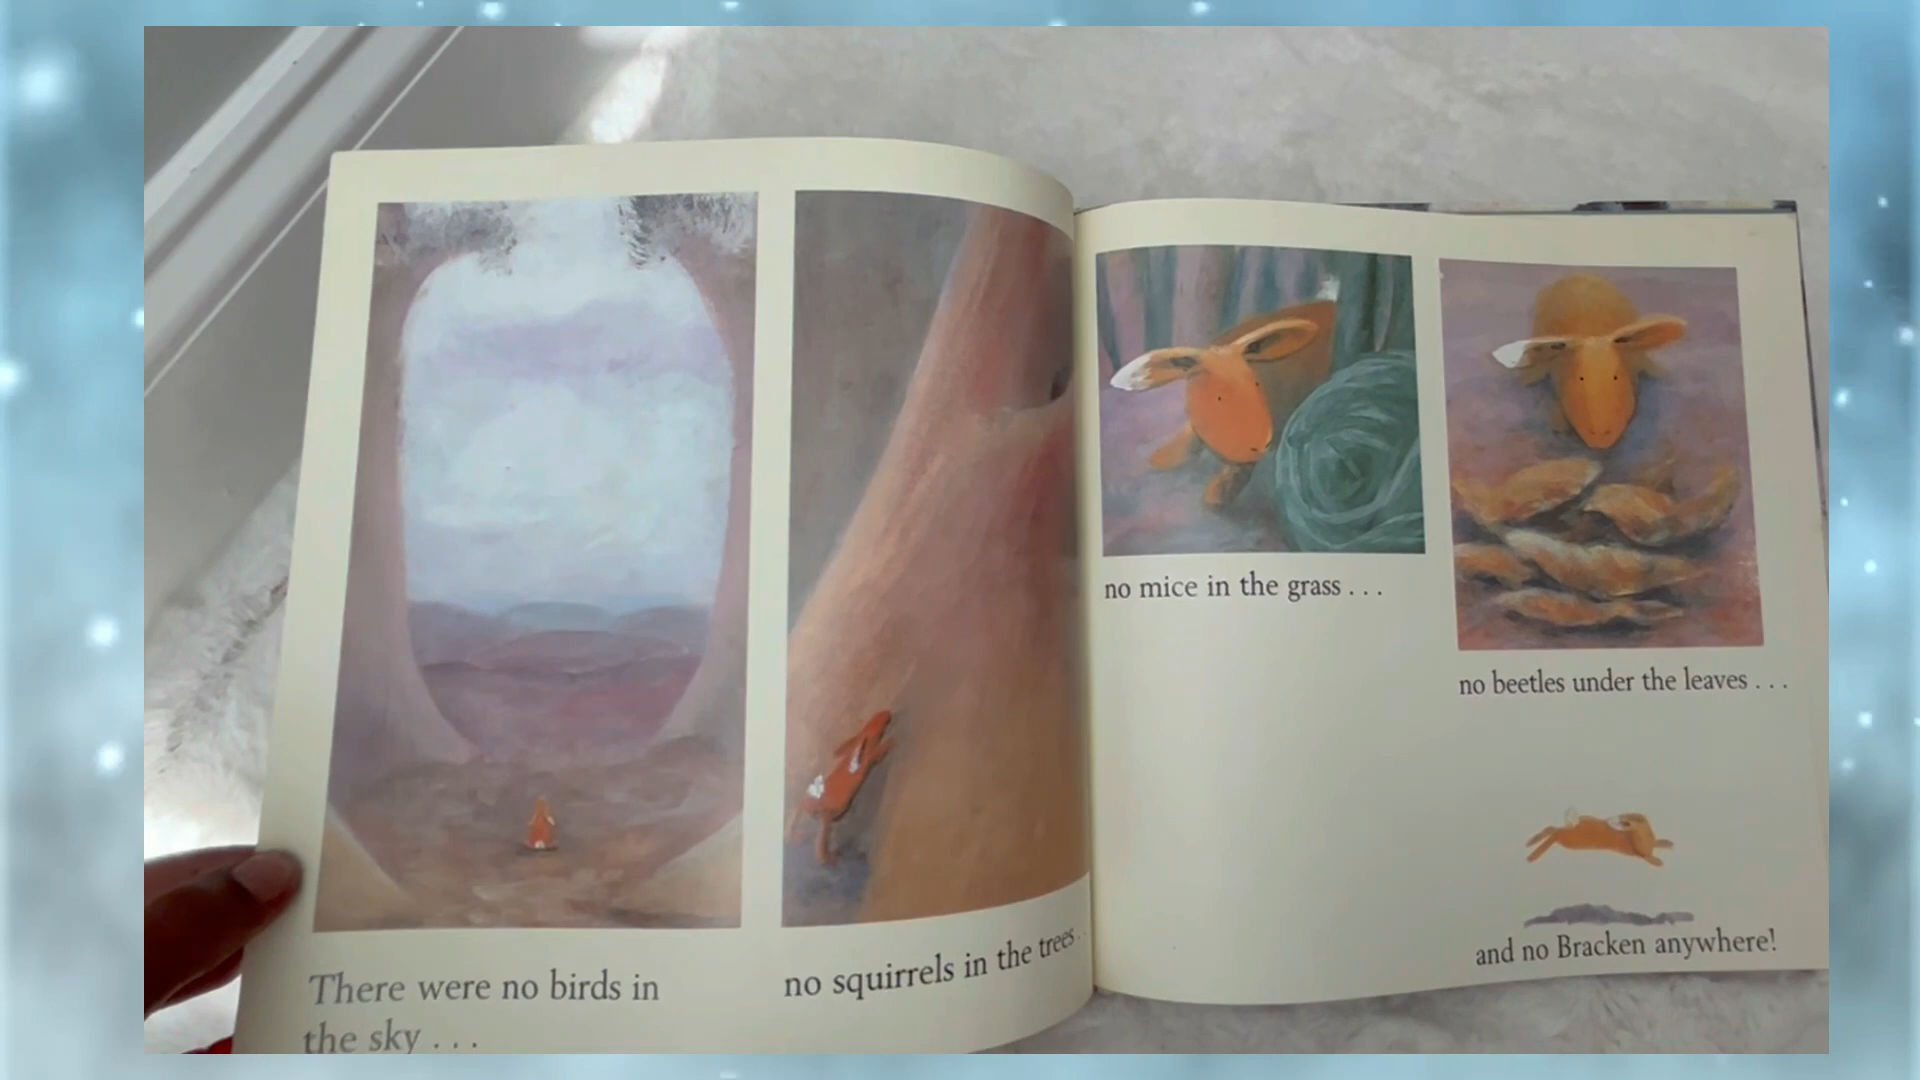 There were no birds in
the sky . . .
no squirrels in the trees . .
no mice in the grass . . .
no beetles under the leaves . . .
and no Bracken anywhere!